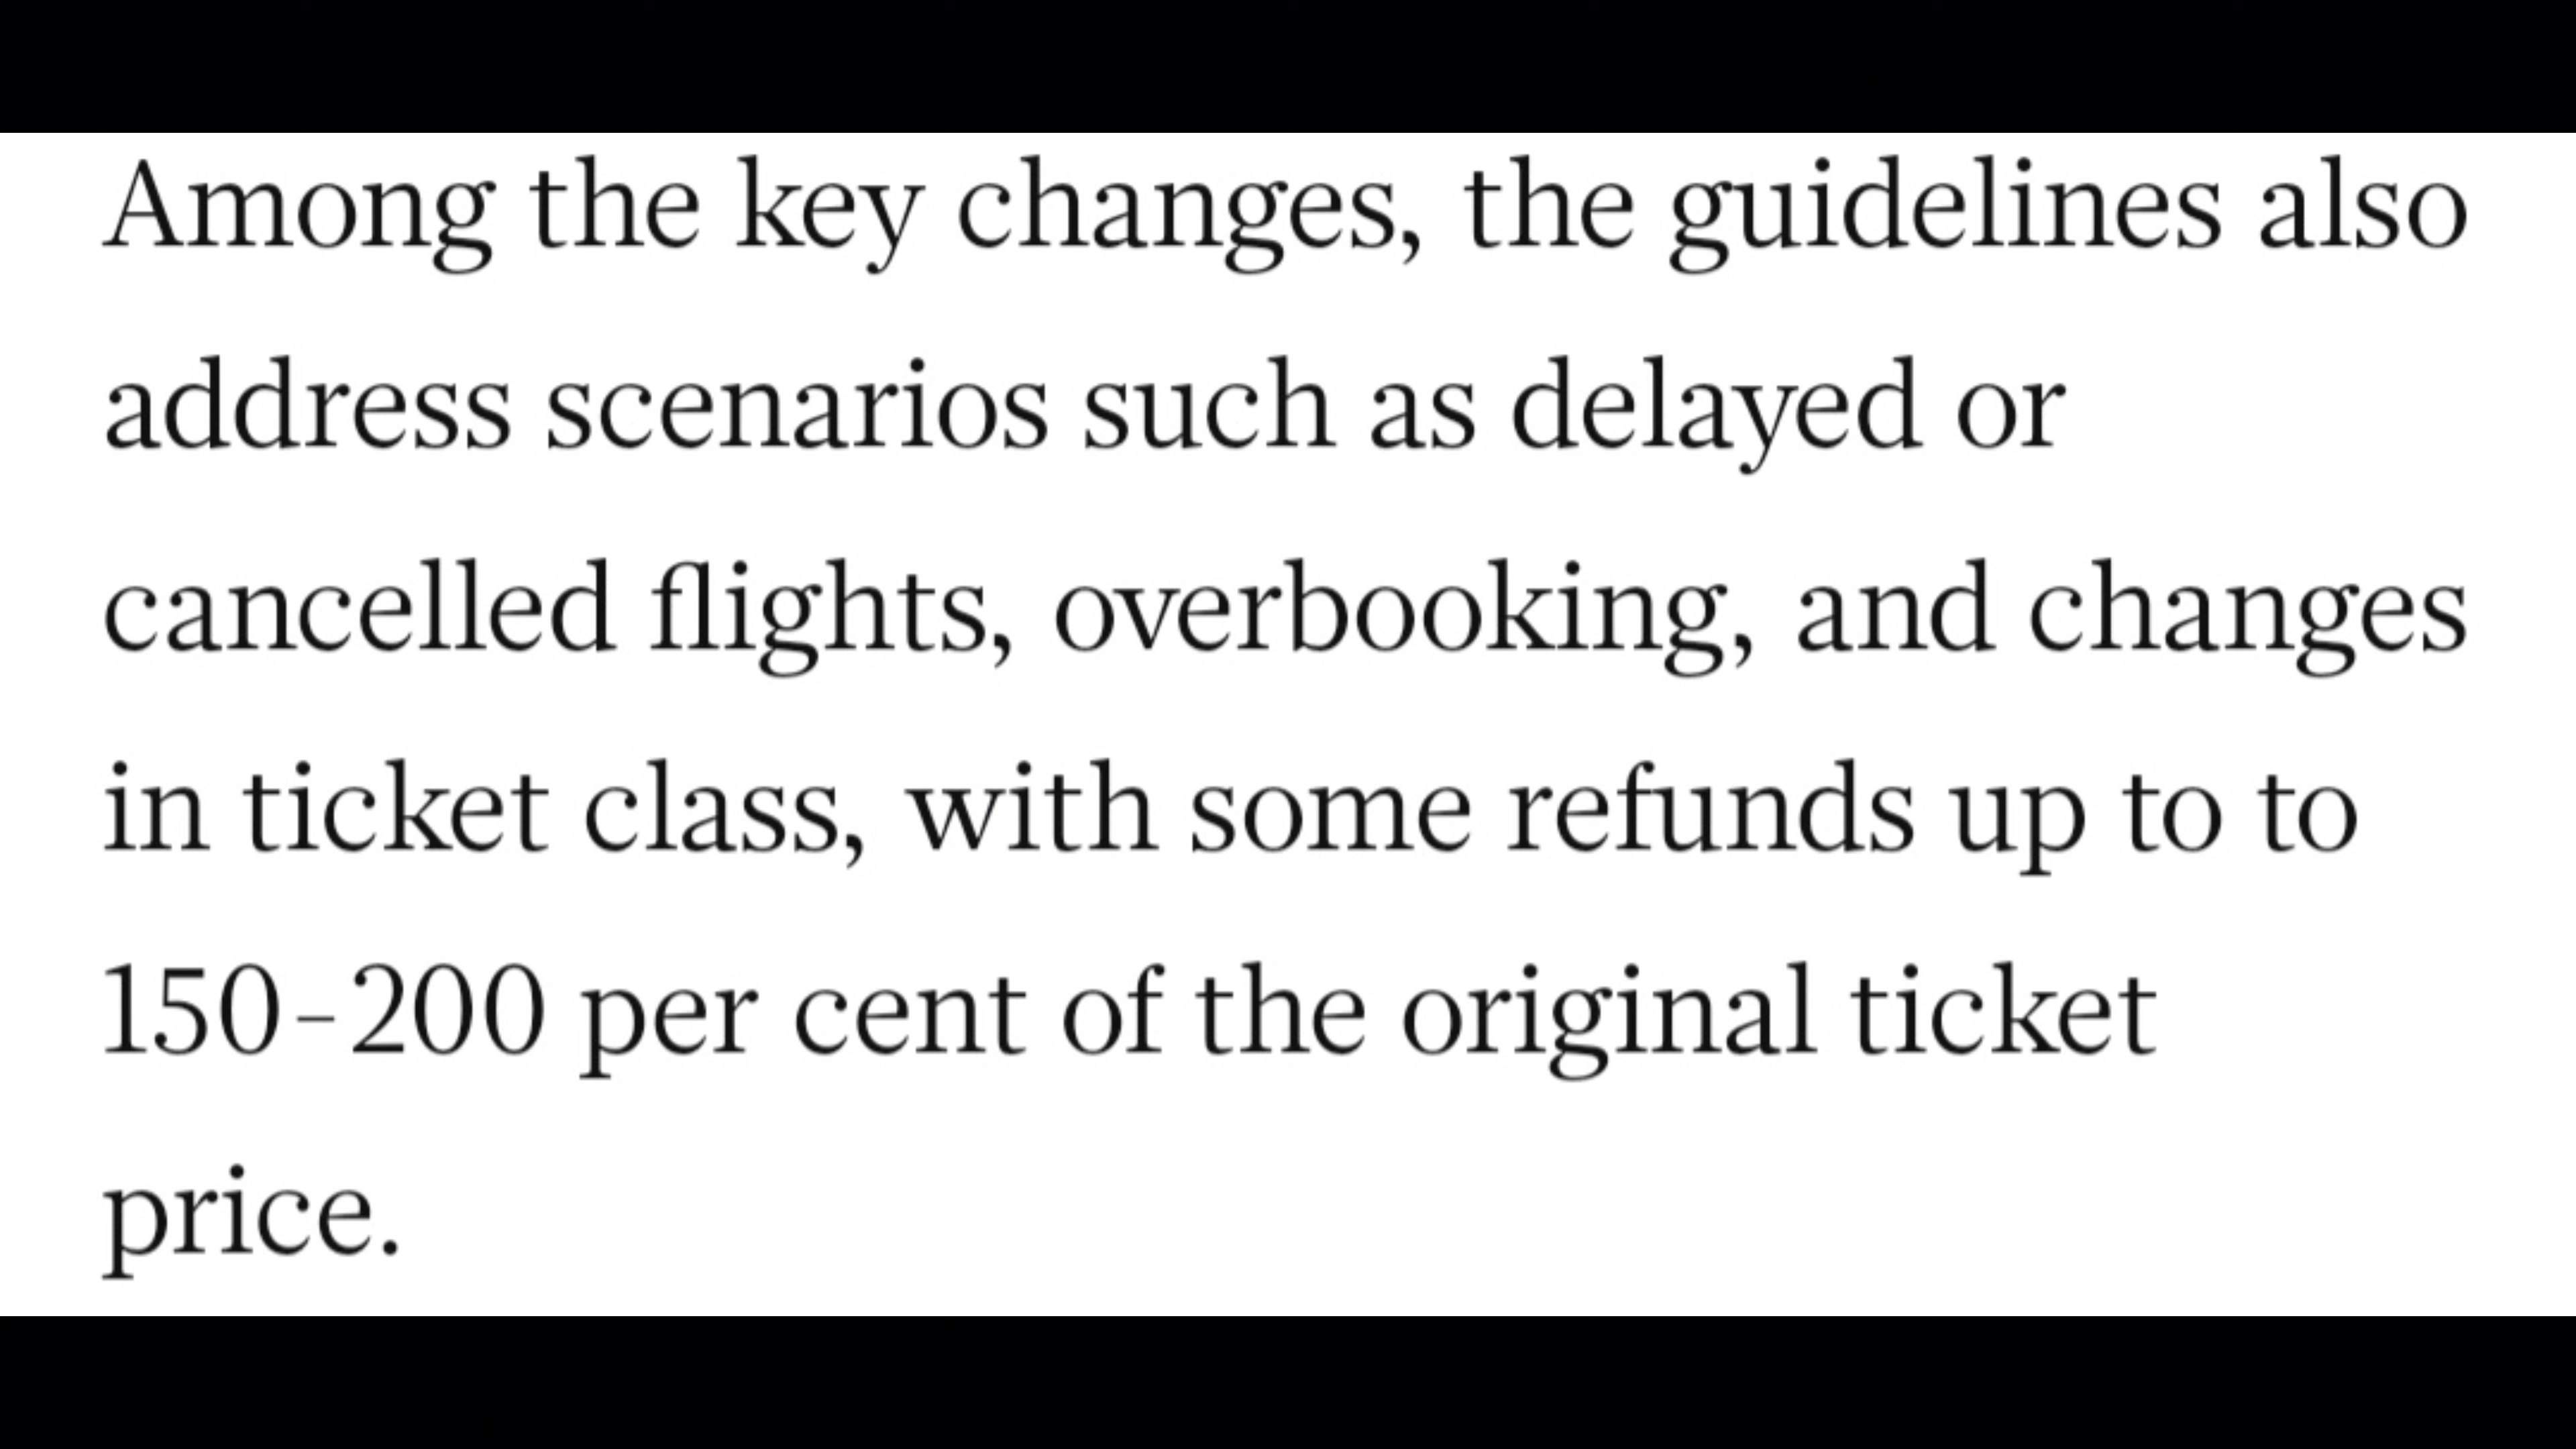 Among the key changes, the guidelines also
address scenarios such as delayed or
cancelled flights, overbooking, and changes
in ticket class, with some refunds up to to
150-200 per cent of the original ticket
price.